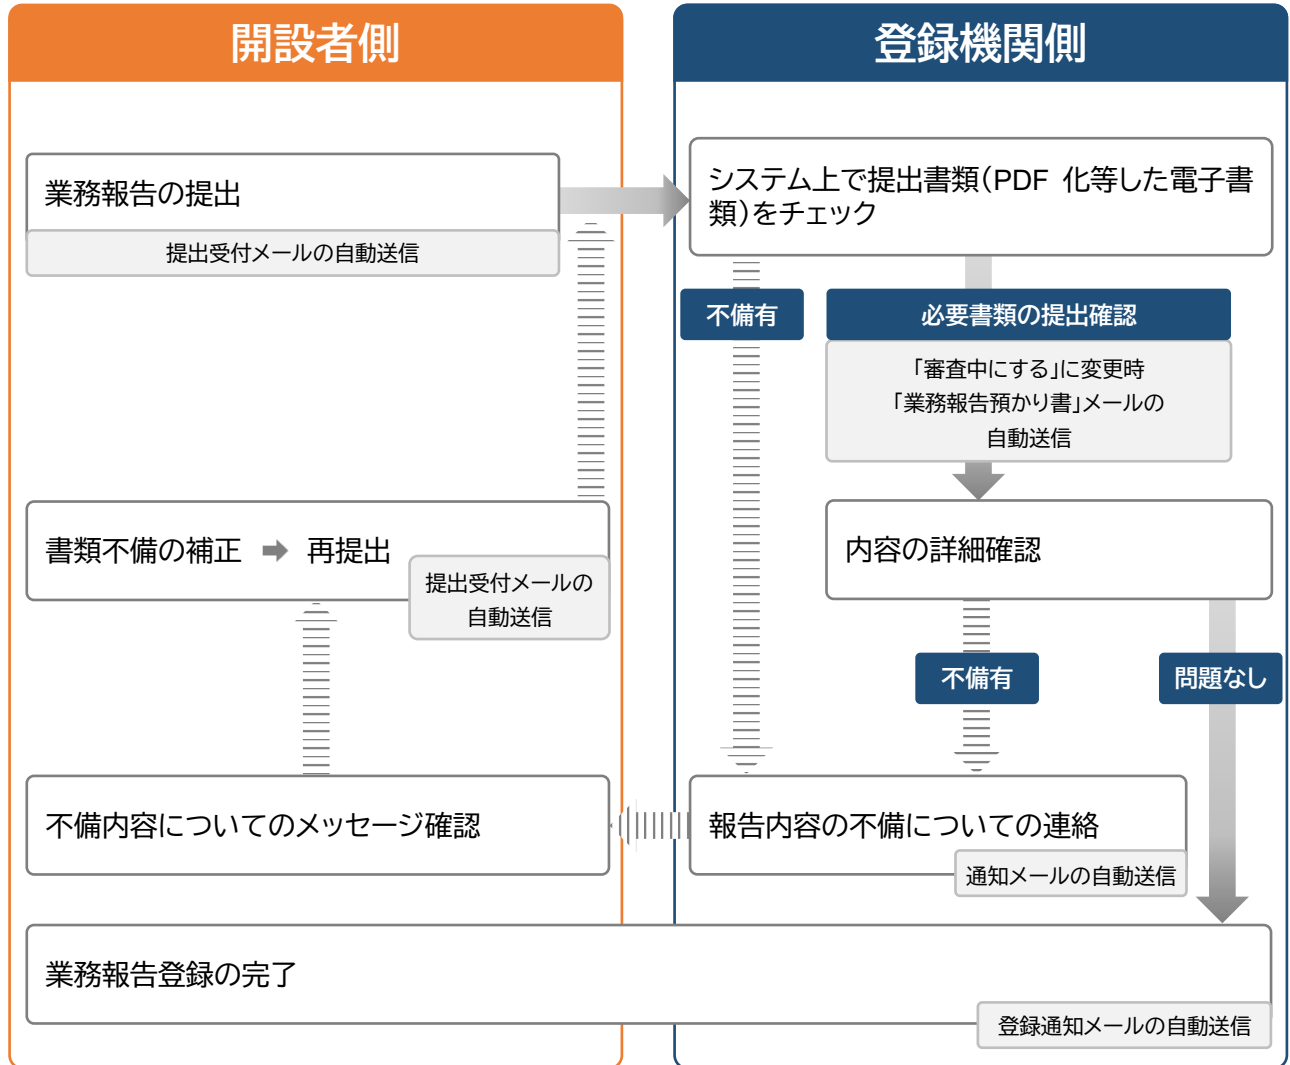 開設者側
登録機関側
業務報告の提出
提出受付メールの自動送信
システム上で提出書類(PDF 化等した電子書
類)をチェック
不備有
必要書類の提出確認
「審査中にする」に変更時
「業務報告預かり書」メールの
自動送信
書類不備の補正 ➡ 再提出
提出受付メールの
自動送信
内容の詳細確認
不備有
問題なし
不備内容についてのメッセージ確認
報告内容の不備についての連絡
通知メールの自動送信
業務報告登録の完了
登録通知メールの自動送信